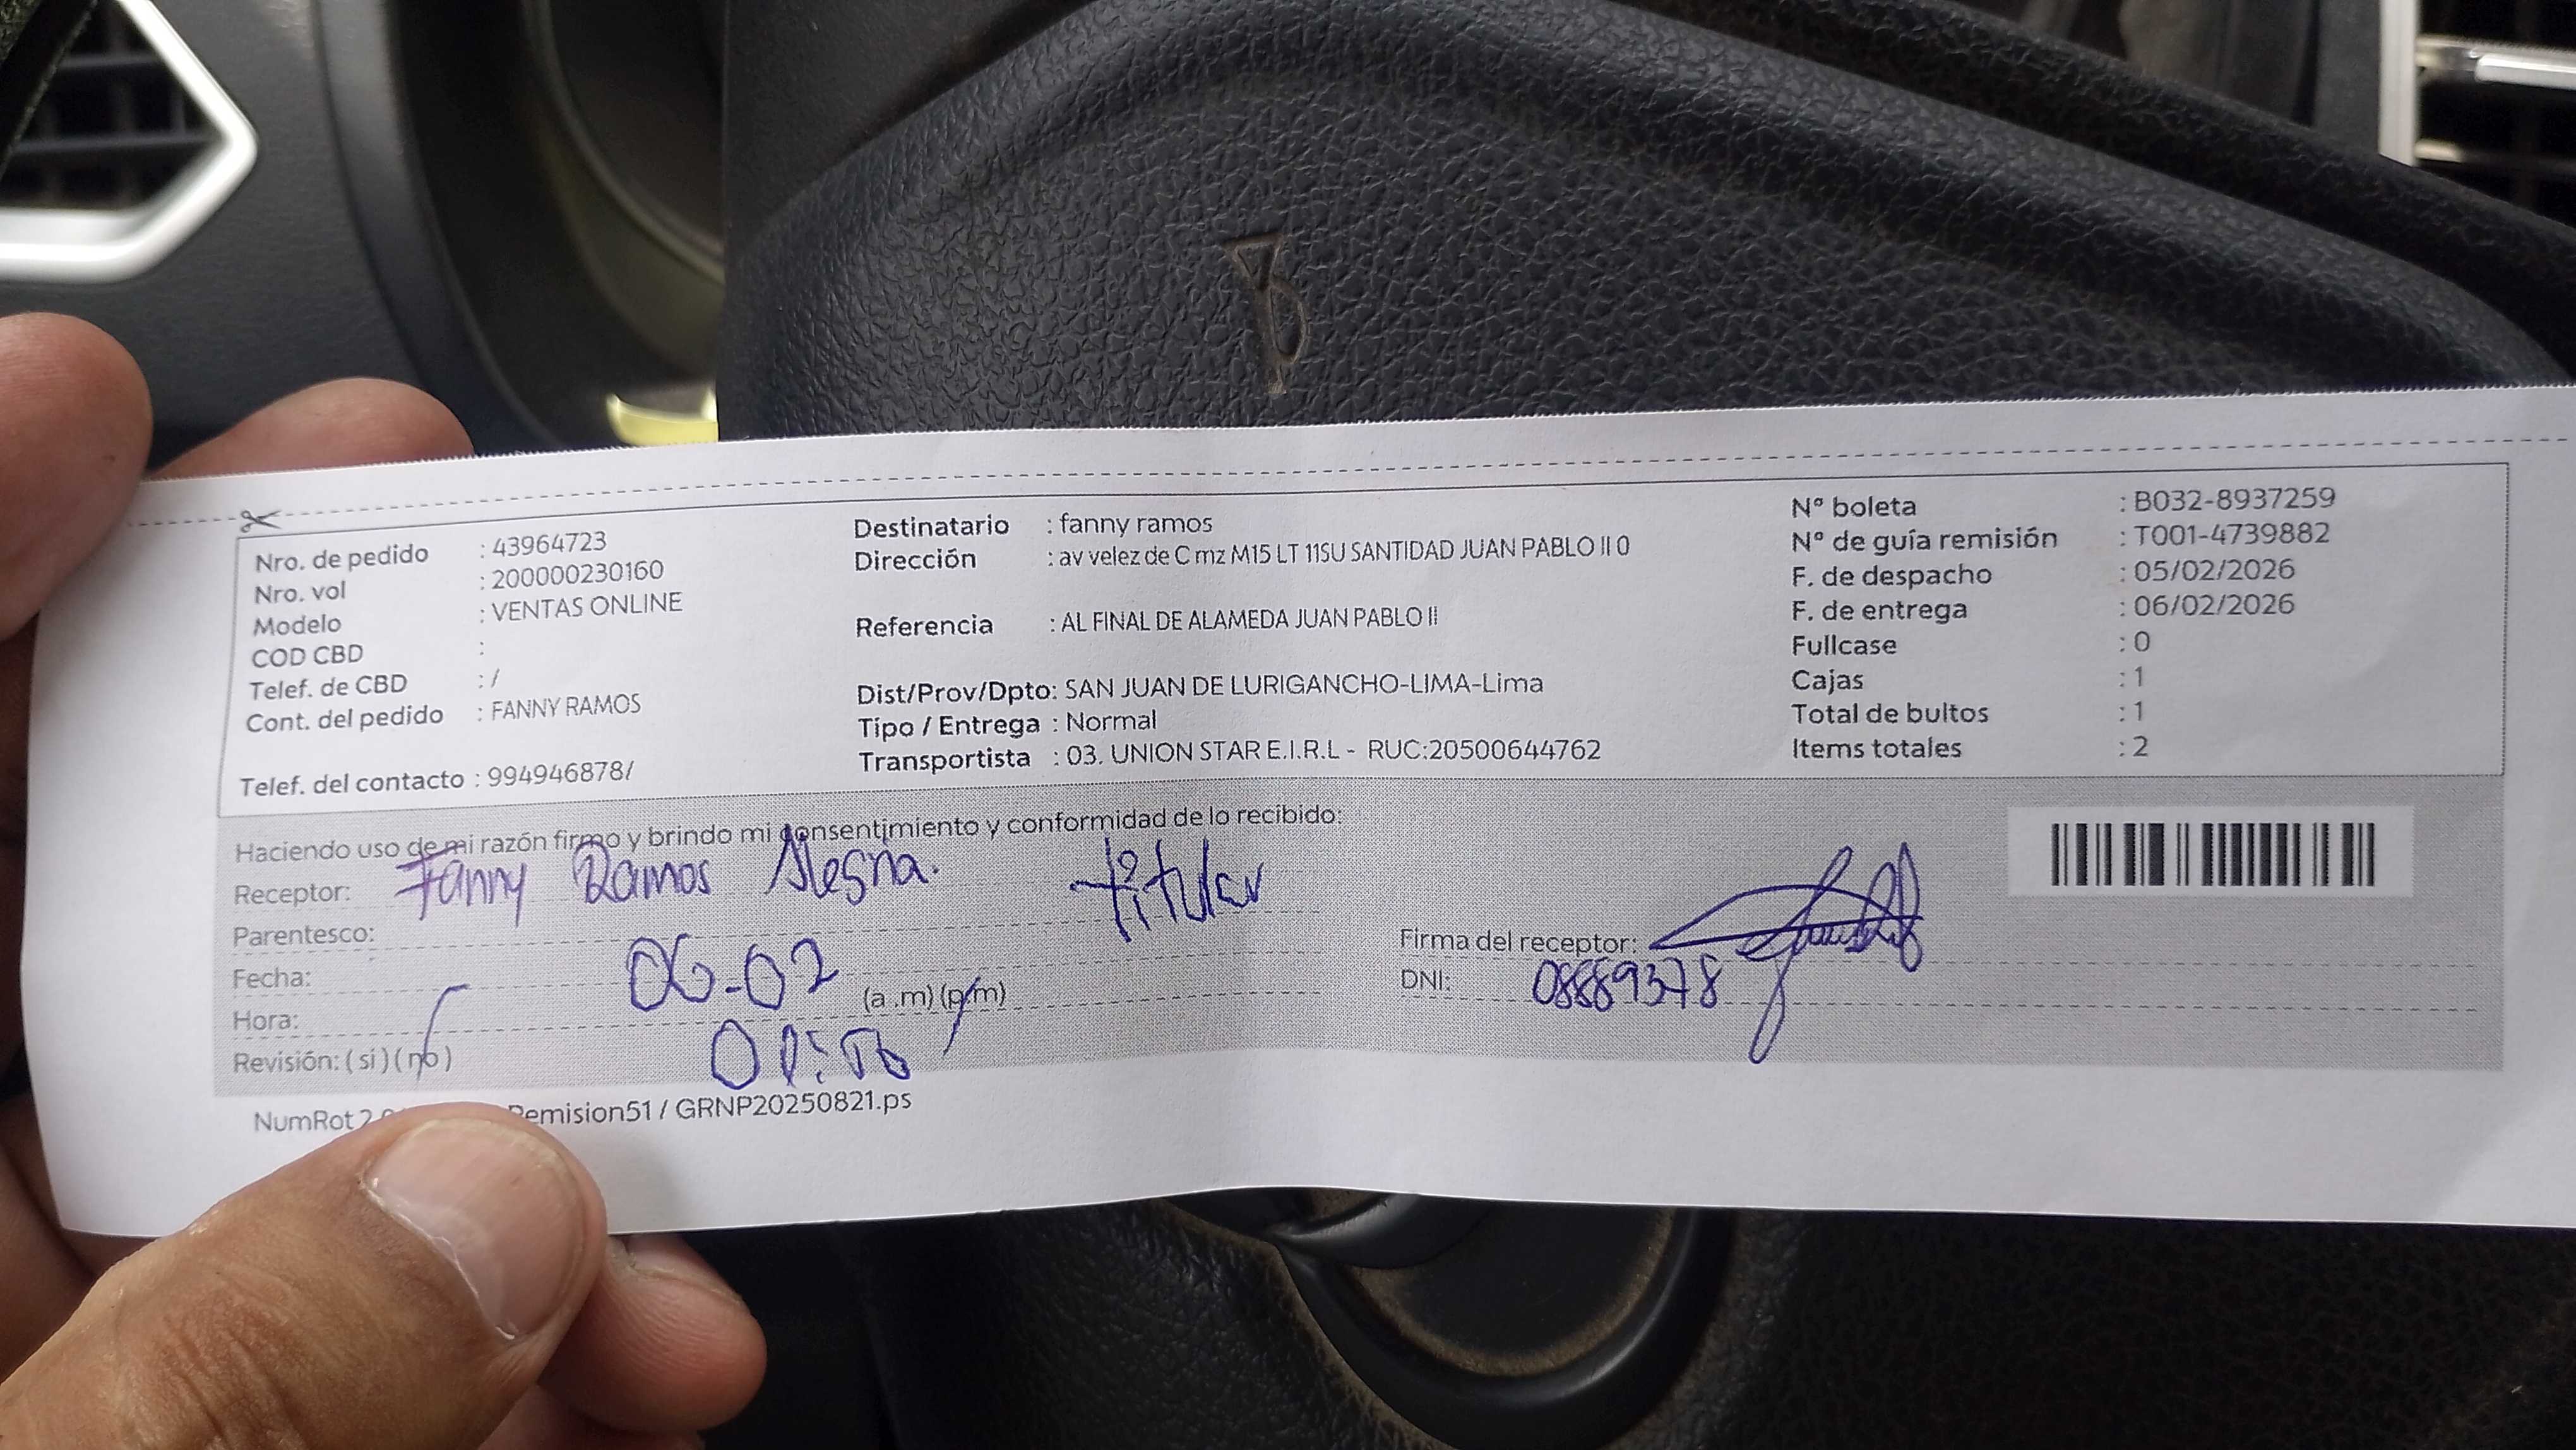 Nro. de pedido : 43964723
Nro. vol : 200000230160
Modelo : VENTAS ONLINE
COD CBD :
Telef. de CBD : /
Cont. del pedido : FANNY RAMOS
Telef. del contacto : 994946878/
Destinatario : fanny ramos
Dirección : av velez de C mz M15 LT 11SU SANTIDAD JUAN PABLO II 0
Referencia : AL FINAL DE ALAMEDA JUAN PABLO II
Dist/Prov/Dpto: SAN JUAN DE LURIGANCHO-LIMA-Lima
Tipo / Entrega : Normal
Transportista : 03. UNION STAR E.I.R.L - RUC:20500644762
N° boleta : B032-8937259
N° de guía remisión : T001-4739882
F. de despacho : 05/02/2026
F. de entrega : 06/02/2026
Fullcase : 0
Cajas : 1
Total de bultos : 1
Items totales : 2
Haciendo uso de mi razón firmo y brindo mi consentimiento y conformidad de lo recibido:
Receptor: Fanny Ramos Alegria. titular
Parentesco:
Fecha: 06-02
Hora: (a .m) (p.m)
Revisión: ( si ) ( no )
Firma del receptor:
DNI: 08889378
NumRot emision51 / GRNP20250821.ps